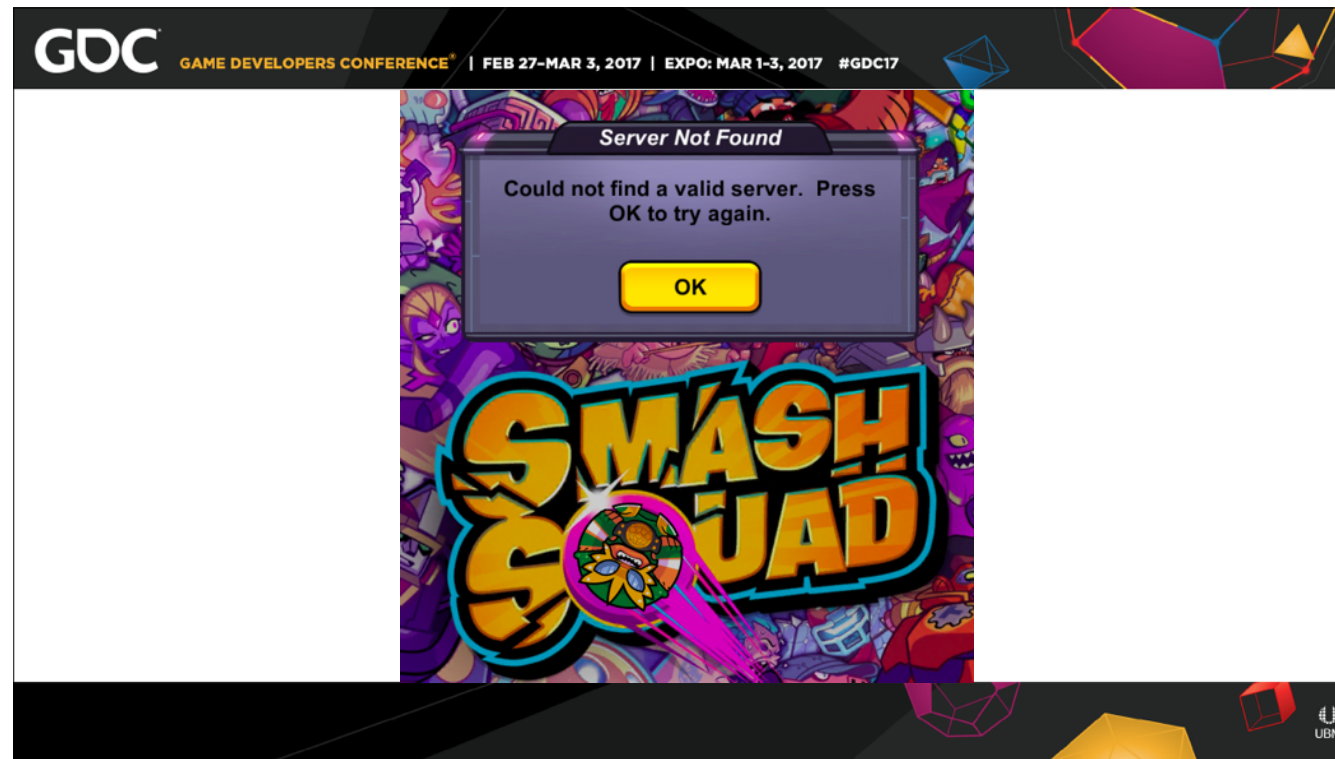 GDC GAME DEVELOPERS CONFERENCE® | FEB 27–MAR 3, 2017 | EXPO: MAR 1–3, 2017 #GDC17
Server Not Found
Could not find a valid server. Press
OK to try again.
OK
SMASH
SQUAD